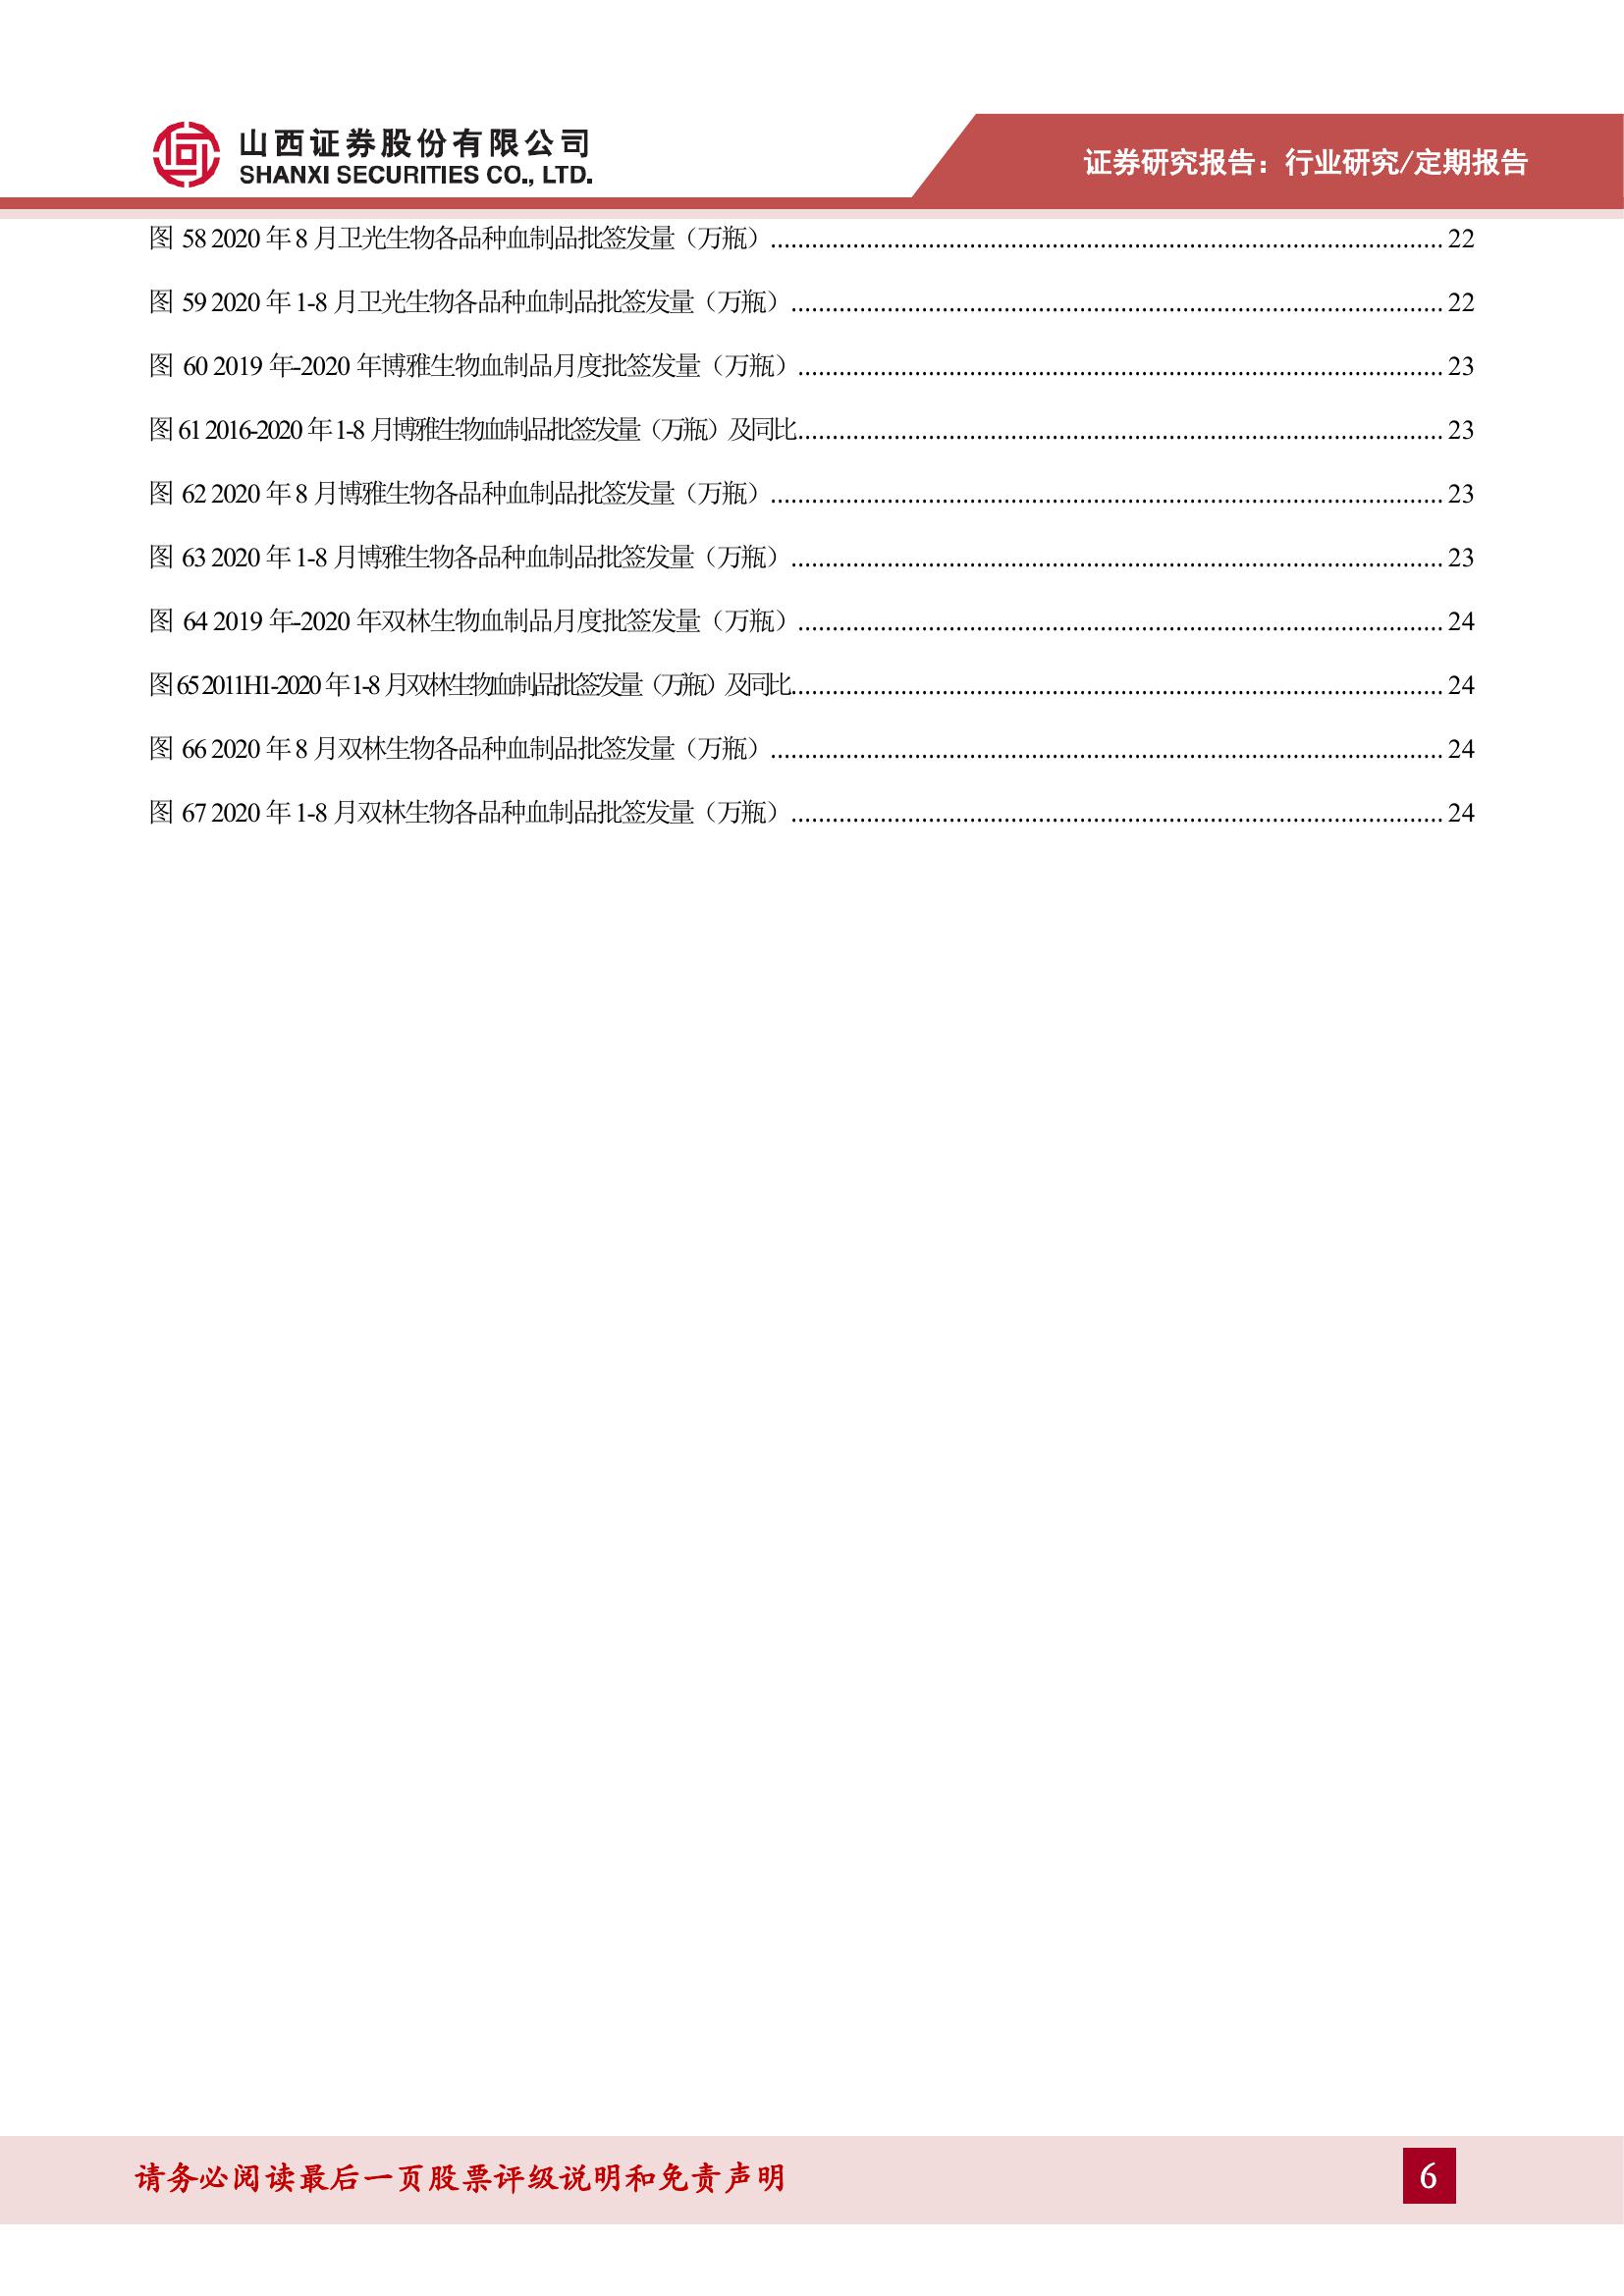 山西证券股份有限公司
SHANXI SECURITIES CO., LTD.
证券研究报告：行业研究/定期报告
图 58 2020 年 8 月卫光生物各品种血制品批签发量（万瓶）.................................................................................................. 22
图 59 2020 年 1-8 月卫光生物各品种血制品批签发量（万瓶）............................................................................................... 22
图 60 2019 年-2020 年博雅生物血制品月度批签发量（万瓶）.............................................................................................. 23
图 61 2016-2020 年 1-8 月博雅生物血制品批签发量（万瓶）及同比.............................................................................................. 23
图 62 2020 年 8 月博雅生物各品种血制品批签发量（万瓶）.................................................................................................. 23
图 63 2020 年 1-8 月博雅生物各品种血制品批签发量（万瓶）............................................................................................... 23
图 64 2019 年-2020 年双林生物血制品月度批签发量（万瓶）.............................................................................................. 24
图 65 2011H1-2020 年 1-8 月双林生物血制品批签发量（万瓶）及同比............................................................................................... 24
图 66 2020 年 8 月双林生物各品种血制品批签发量（万瓶）.................................................................................................. 24
图 67 2020 年 1-8 月双林生物各品种血制品批签发量（万瓶）............................................................................................... 24
请务必阅读最后一页股票评级说明和免责声明
6